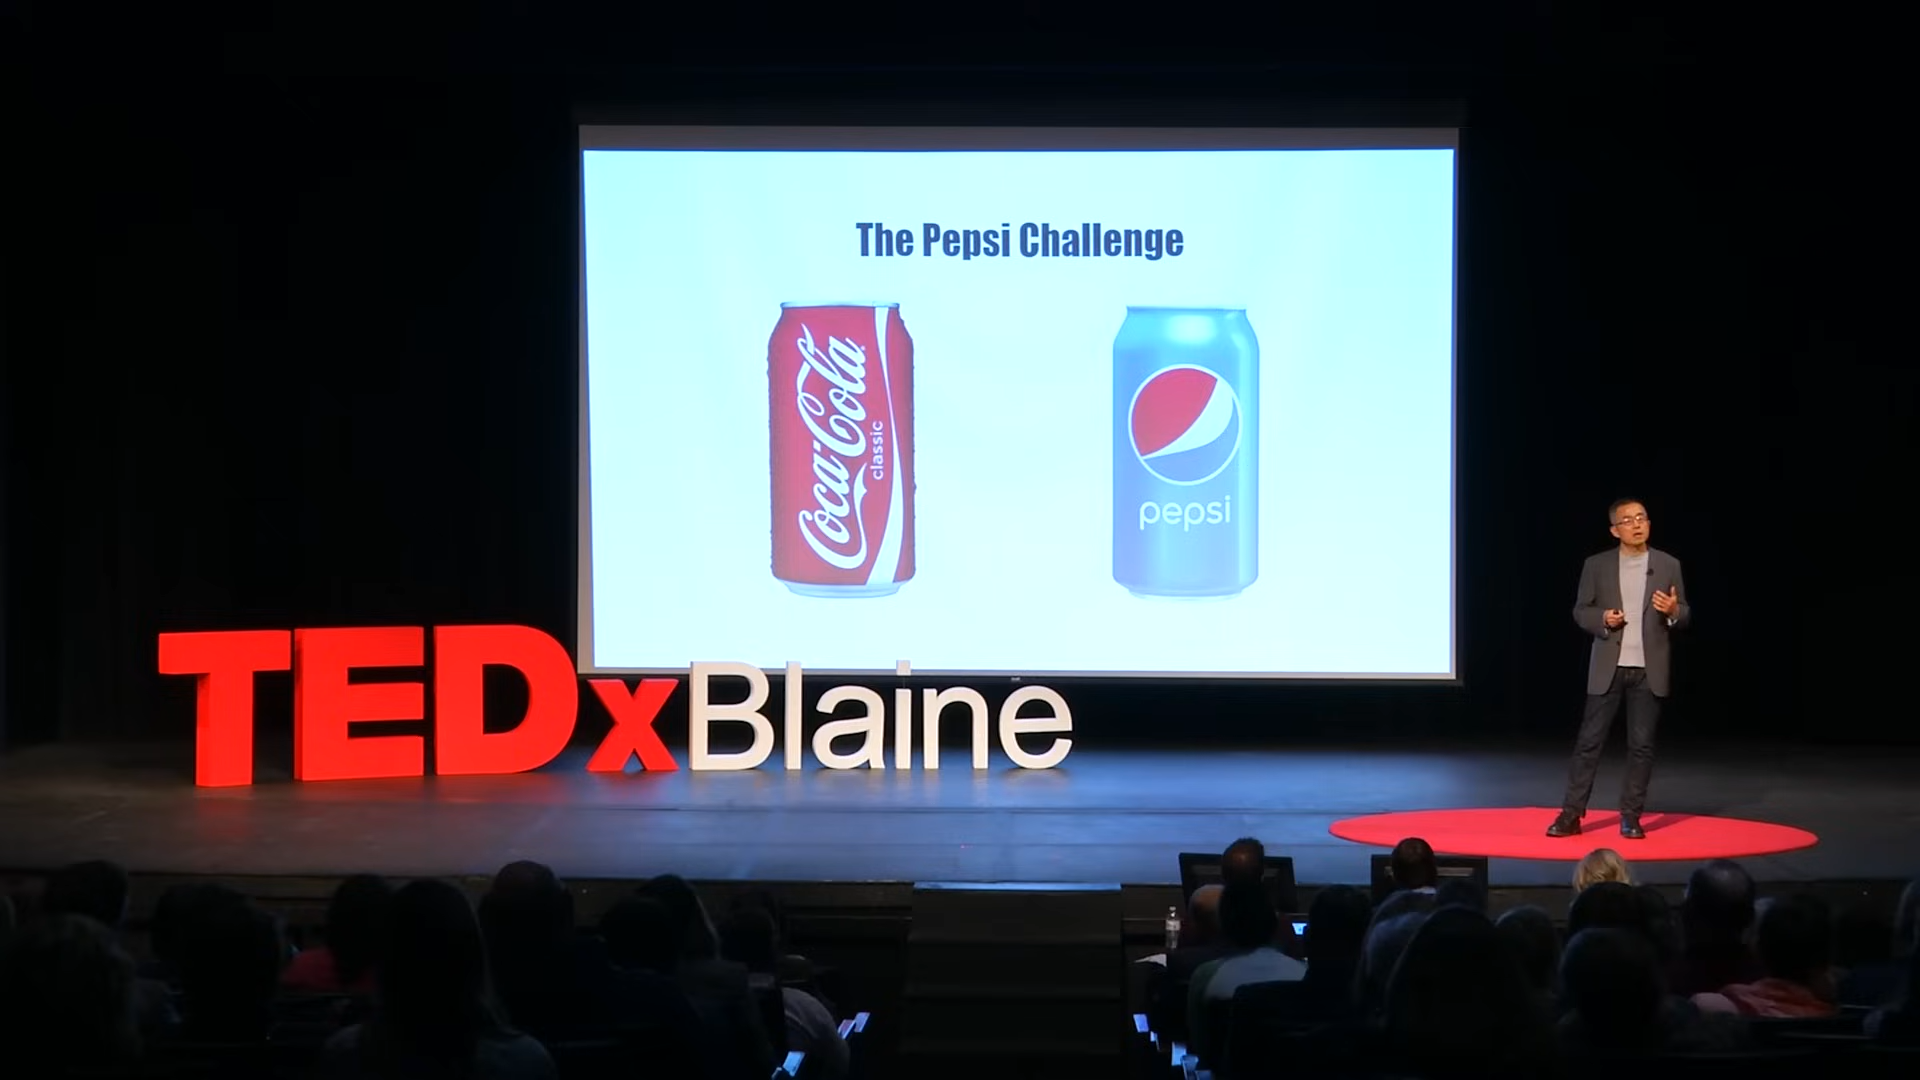 The Pepsi Challenge
Coca-Cola
classic
pepsi
TEDxBlaine